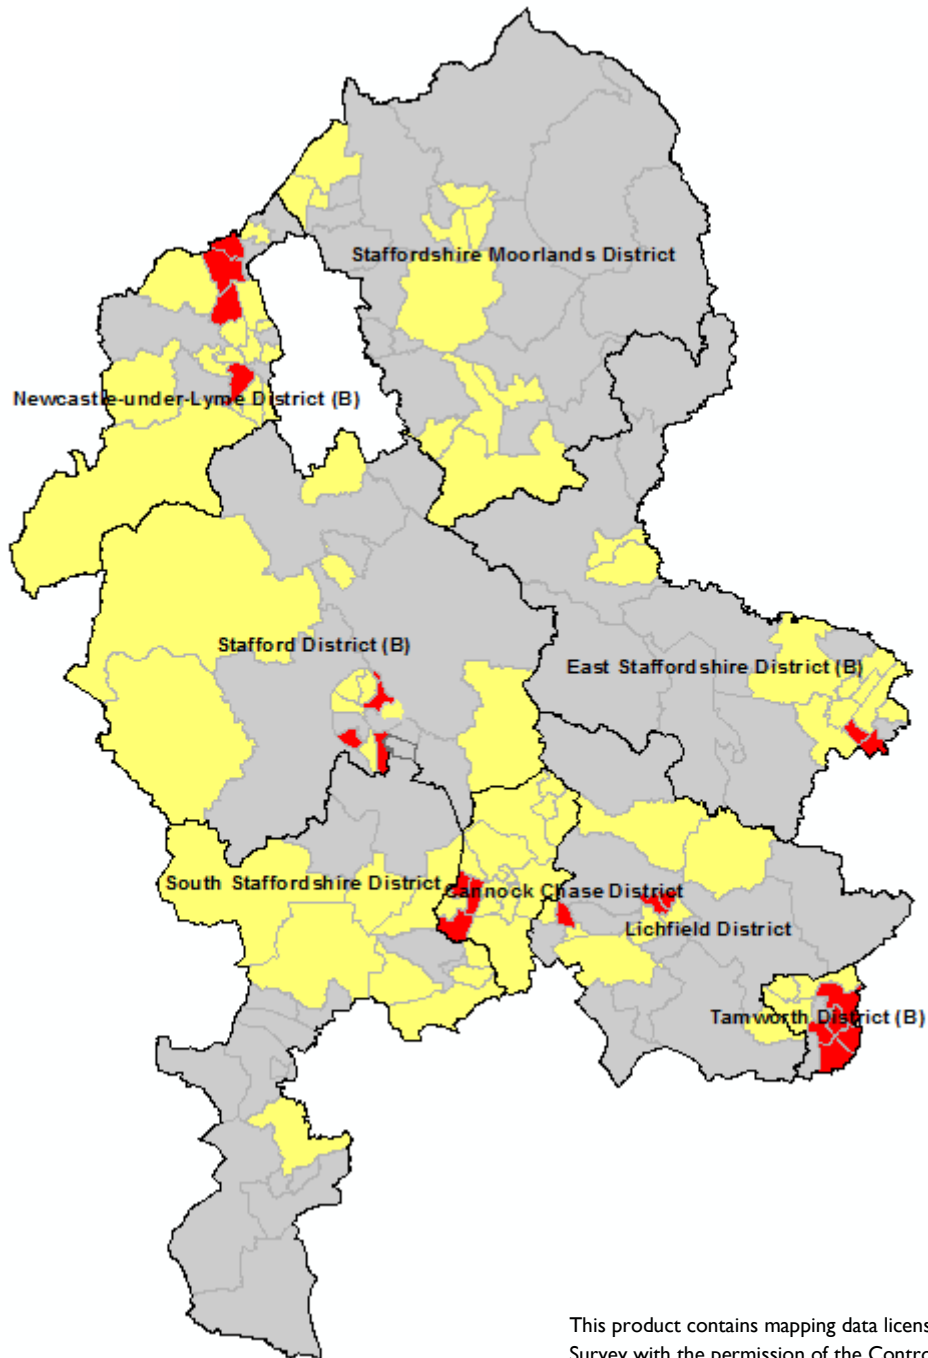 Staffordshire Moorlands District
Newcastle-under-Lyme District (B)
Stafford District (B)
East Staffordshire District (B)
South Staffordshire District
Cannock Chase District
Lichfield District
Tamworth District (B)
This product contains mapping data licens
Survey with the permission of the Contro